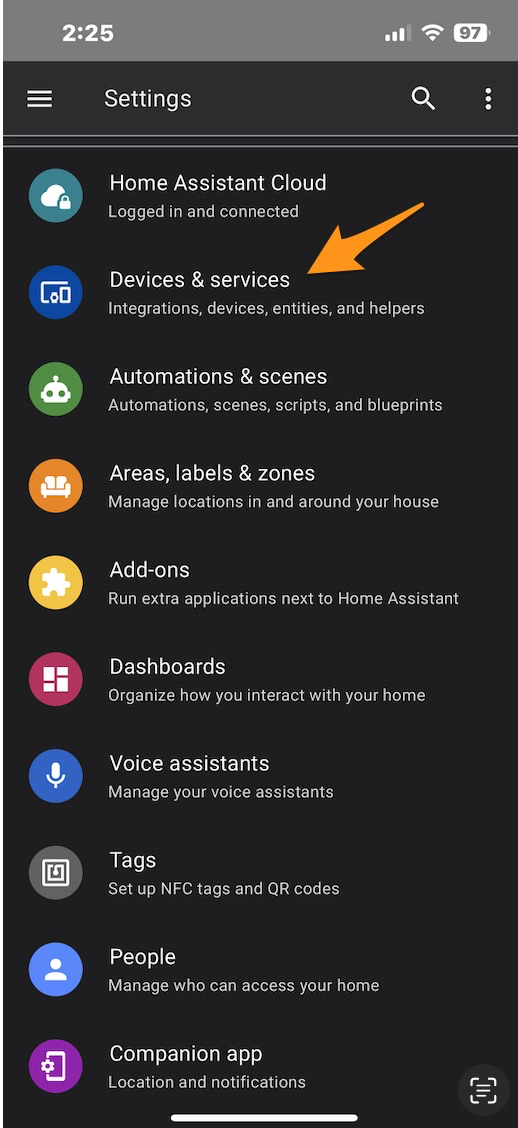 2:25
97
Settings
Home Assistant Cloud
Logged in and connected
Devices & services
Integrations, devices, entities, and helpers
Automations & scenes
Automations, scenes, scripts, and blueprints
Areas, labels & zones
Manage locations in and around your house
Add-ons
Run extra applications next to Home Assistant
Dashboards
Organize how you interact with your home
Voice assistants
Manage your voice assistants
Tags
Set up NFC tags and QR codes
People
Manage who can access your home
Companion app
Location and notifications